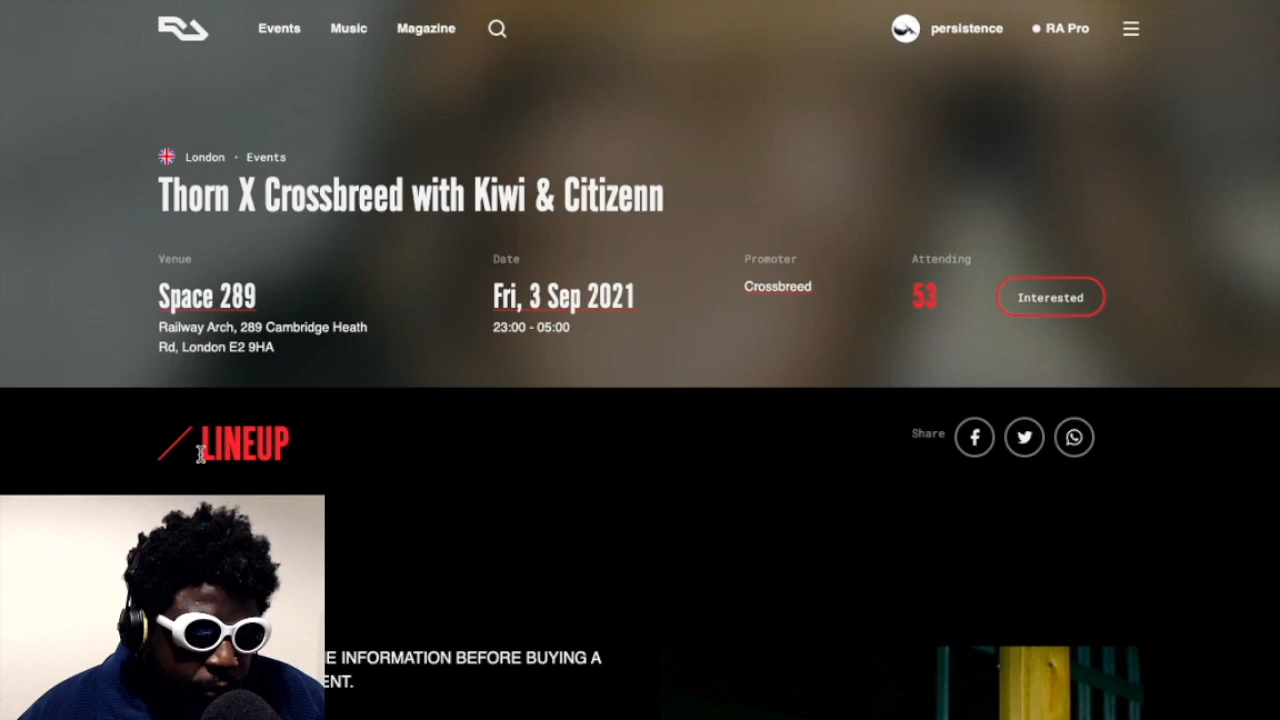 Events Music Magazine persistence RA Pro
London · Events
Thorn X Crossbreed with Kiwi & Citizenn
Venue Date Promoter Attending
Space 289 Fri, 3 Sep 2021 Crossbreed 53 Interested
Railway Arch, 289 Cambridge Heath 23:00 - 05:00
Rd, London E2 9HA
LINEUP Share
E INFORMATION BEFORE BUYING A
ENT.